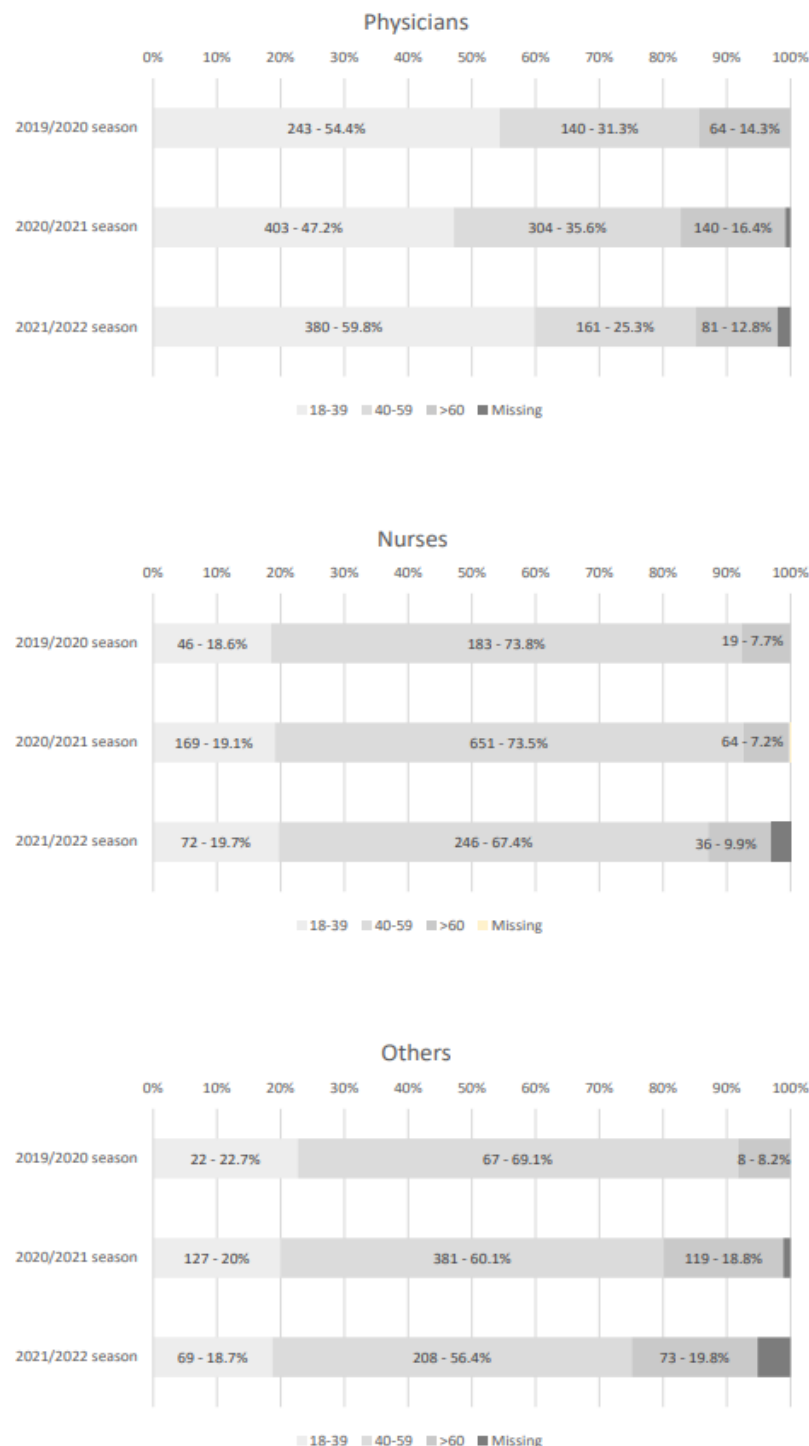 Physicians
0% 10% 20% 30% 40% 50% 60% 70% 80% 90% 100%
2019/2020 season 243 - 54.4% 140 - 31.3% 64 - 14.3%
2020/2021 season 403 - 47.2% 304 - 35.6% 140 - 16.4%
2021/2022 season 380 - 59.8% 161 - 25.3% 81 - 12.8%
18-39 40-59 >60 Missing
Nurses
0% 10% 20% 30% 40% 50% 60% 70% 80% 90% 100%
2019/2020 season 46 - 18.6% 183 - 73.8% 19 - 7.7%
2020/2021 season 169 - 19.1% 651 - 73.5% 64 - 7.2%
2021/2022 season 72 - 19.7% 246 - 67.4% 36 - 9.9%
18-39 40-59 >60 Missing
Others
0% 10% 20% 30% 40% 50% 60% 70% 80% 90% 100%
2019/2020 season 22 - 22.7% 67 - 69.1% 8 - 8.2%
2020/2021 season 127 - 20% 381 - 60.1% 119 - 18.8%
2021/2022 season 69 - 18.7% 208 - 56.4% 73 - 19.8%
18-39 40-59 >60 Missing